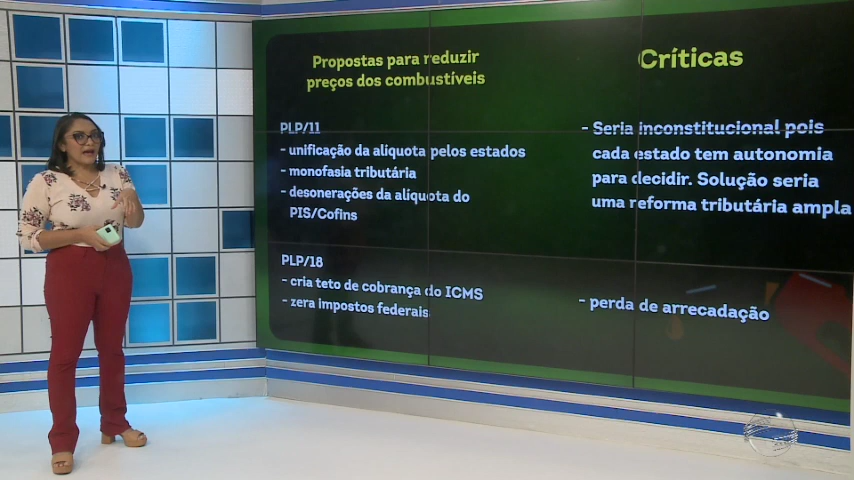 Propostas para reduzir
preços dos combustíveis
PLP/11
- unificação da alíquota pelos estados
- monofasia tributária
- desonerações da alíquota do
PIS/Cofins
PLP/18
- cria teto de cobrança do ICMS
- zera impostos federais
Críticas
- Seria inconstitucional pois
cada estado tem autonomia
para decidir. Solução seria
uma reforma tributária ampla
- perda de arrecadação